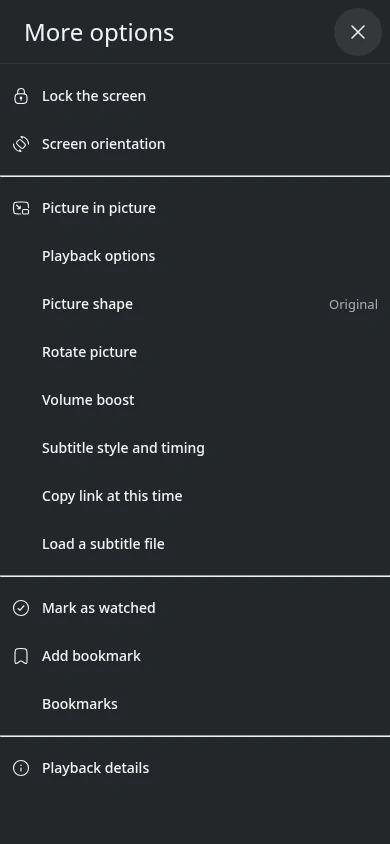 More options
Lock the screen
Screen orientation
Picture in picture
Playback options
Picture shape Original
Rotate picture
Volume boost
Subtitle style and timing
Copy link at this time
Load a subtitle file
Mark as watched
Add bookmark
Bookmarks
Playback details